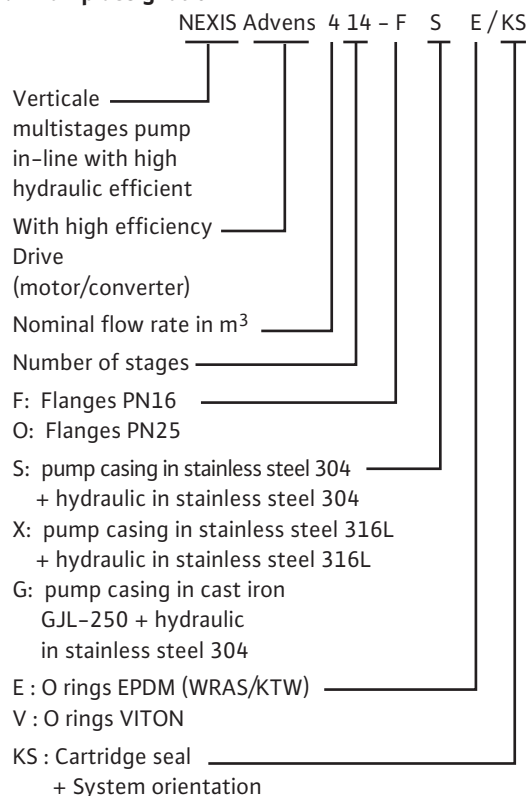 NEXIS Advens 4 14 - F S E / KS
Verticale
multistages pump
in-line with high
hydraulic efficient
With high efficiency
Drive
(motor/converter)
Nominal flow rate in m³
Number of stages
F: Flanges PN16
O: Flanges PN25
S: pump casing in stainless steel 304
+ hydraulic in stainless steel 304
X: pump casing in stainless steel 316L
+ hydraulic in stainless steel 316L
G: pump casing in cast iron
GJL-250 + hydraulic
in stainless steel 304
E : O rings EPDM (WRAS/KTW)
V : O rings VITON
KS : Cartridge seal
+ System orientation